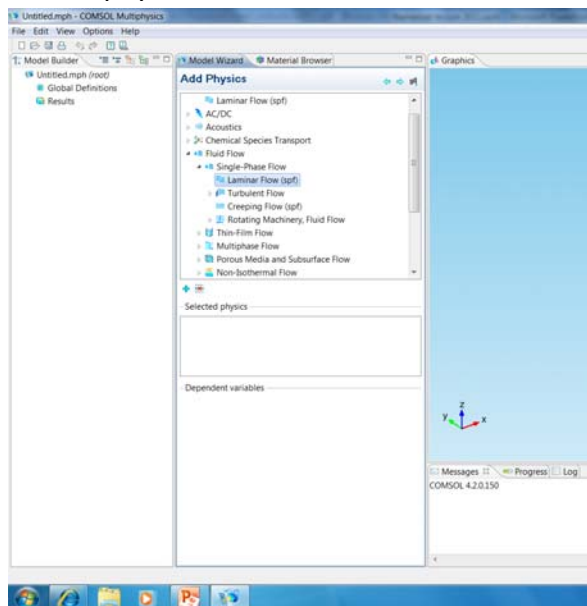 Untitled.mph - COMSOL Multiphysics
File Edit View Options Help
Model Builder
Untitled.mph (root)
Global Definitions
Results
Model Wizard
Material Browser
Add Physics
Laminar Flow (spf)
AC/DC
Acoustics
Chemical Species Transport
Fluid Flow
Single-Phase Flow
Laminar Flow (spf)
Turbulent Flow
Creeping Flow (spf)
Rotating Machinery, Fluid Flow
Thin-Film Flow
Multiphase Flow
Porous Media and Subsurface Flow
Non-Isothermal Flow
Selected physics
Dependent variables
Graphics
z
y
x
Messages
Progress
Log
COMSOL 4.2.0.150